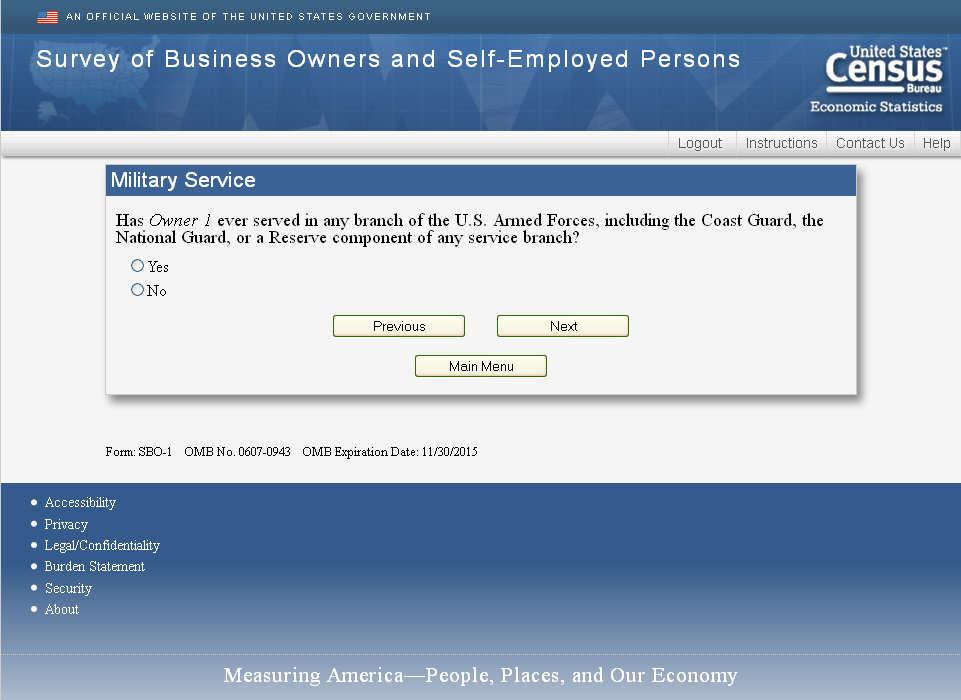 AN OFFICIAL WEBSITE OF THE UNITED STATES GOVERNMENT
Survey of Business Owners and Self-Employed Persons
United States™
Census
Bureau
Economic Statistics
Logout Instructions Contact Us Help
Military Service
Has Owner 1 ever served in any branch of the U.S. Armed Forces, including the Coast Guard, the
National Guard, or a Reserve component of any service branch?
Yes
No
Previous Next
Main Menu
Form: SBO-1 OMB No. 0607-0943 OMB Expiration Date: 11/30/2015
Accessibility
Privacy
Legal/Confidentiality
Burden Statement
Security
About
Measuring America—People, Places, and Our Economy